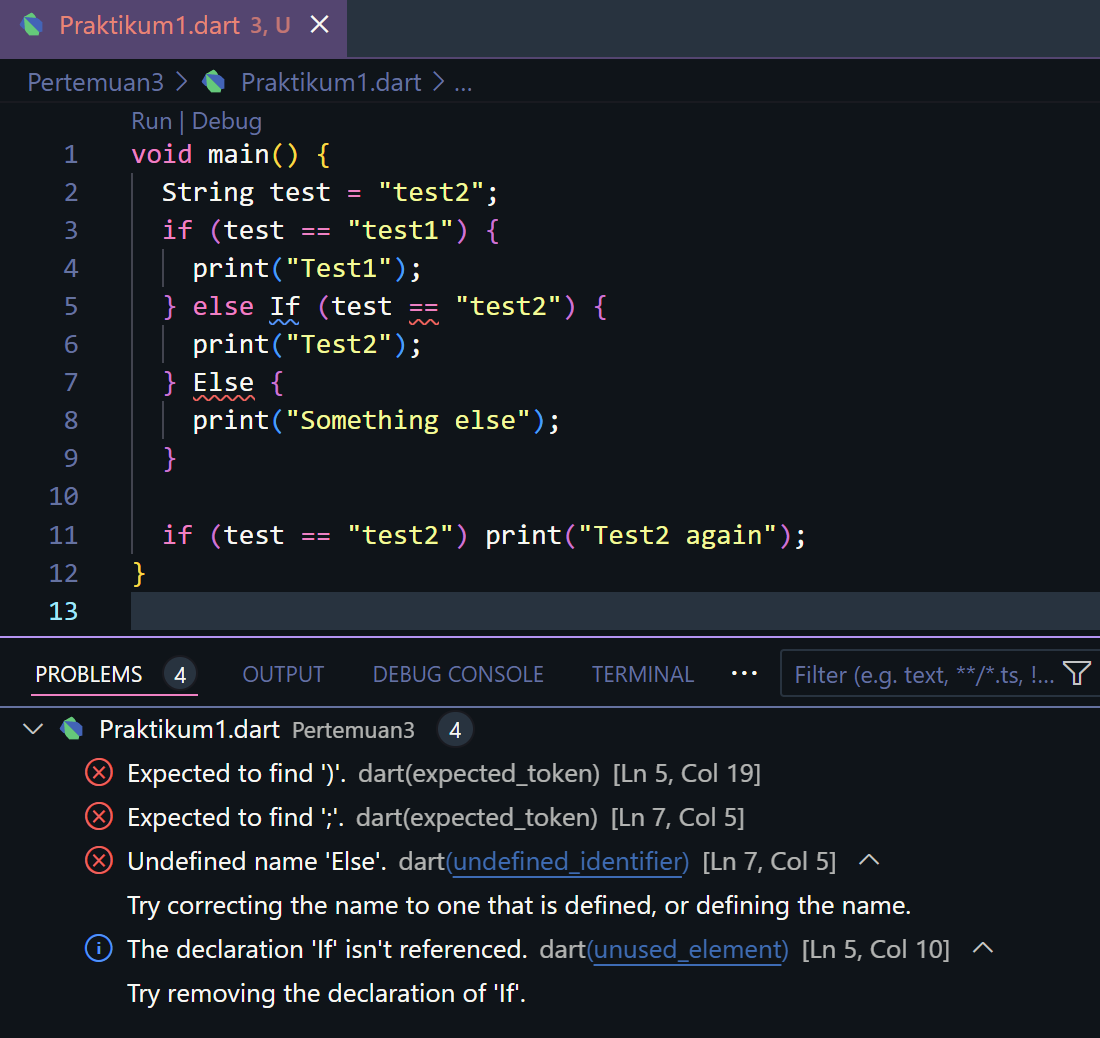 Praktikum1.dart 3, U
Pertemuan3 > Praktikum1.dart > ...
Run | Debug
1 void main() {
2 String test = "test2";
3 if (test == "test1") {
4 print("Test1");
5 } else If (test == "test2") {
6 print("Test2");
7 } Else {
8 print("Something else");
9 }
10
11 if (test == "test2") print("Test2 again");
12 }
13
PROBLEMS 4 OUTPUT DEBUG CONSOLE TERMINAL ... Filter (e.g. text, **/*.ts, !...
Praktikum1.dart Pertemuan3 4
Expected to find ')'. dart(expected_token) [Ln 5, Col 19]
Expected to find ';'. dart(expected_token) [Ln 7, Col 5]
Undefined name 'Else'. dart(undefined_identifier) [Ln 7, Col 5]
Try correcting the name to one that is defined, or defining the name.
The declaration 'If' isn't referenced. dart(unused_element) [Ln 5, Col 10]
Try removing the declaration of 'If'.